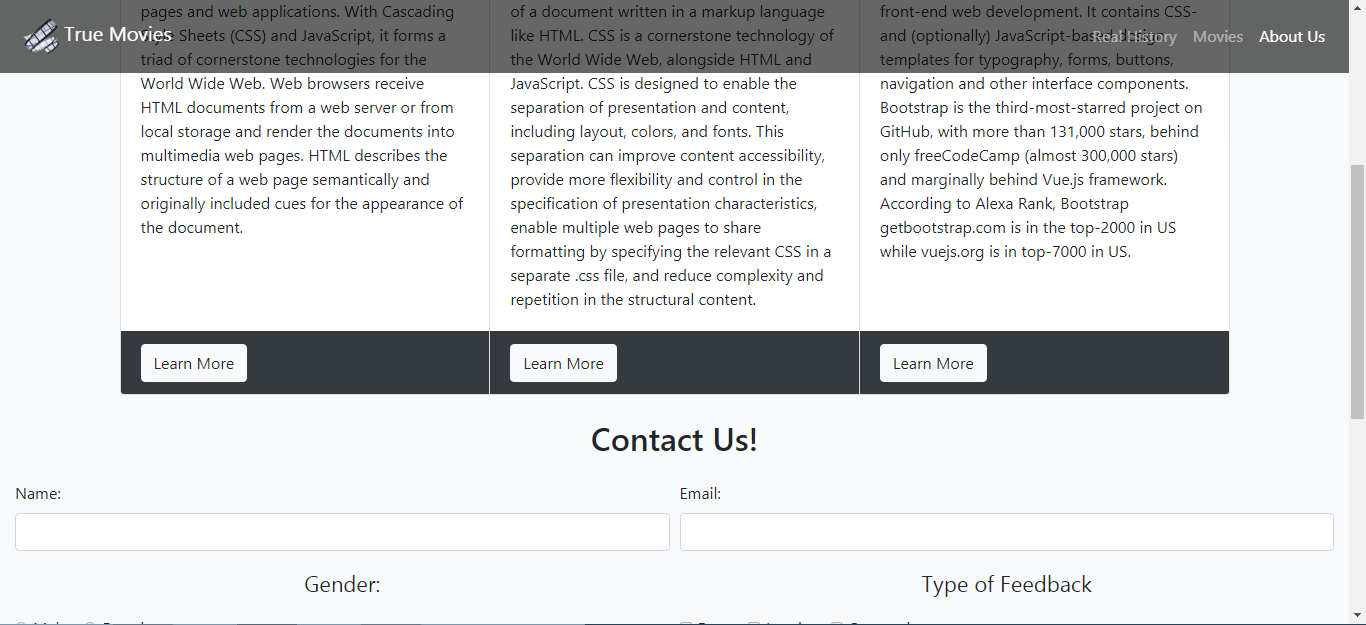 True Movies
Real History Movies About Us
pages and web applications. With Cascading
Sheets (CSS) and JavaScript, it forms a
triad of cornerstone technologies for the
World Wide Web. Web browsers receive
HTML documents from a web server or from
local storage and render the documents into
multimedia web pages. HTML describes the
structure of a web page semantically and
originally included cues for the appearance of
the document.
Learn More
of a document written in a markup language
like HTML. CSS is a cornerstone technology of
the World Wide Web, alongside HTML and
JavaScript. CSS is designed to enable the
separation of presentation and content,
including layout, colors, and fonts. This
separation can improve content accessibility,
provide more flexibility and control in the
specification of presentation characteristics,
enable multiple web pages to share
formatting by specifying the relevant CSS in a
separate .css file, and reduce complexity and
repetition in the structural content.
Learn More
front-end web development. It contains CSS-
and (optionally) JavaScript-based design
templates for typography, forms, buttons,
navigation and other interface components.
Bootstrap is the third-most-starred project on
GitHub, with more than 131,000 stars, behind
only freeCodeCamp (almost 300,000 stars)
and marginally behind Vue.js framework.
According to Alexa Rank, Bootstrap
getbootstrap.com is in the top-2000 in US
while vuejs.org is in top-7000 in US.
Learn More
Contact Us!
Name:
Email:
Gender:
Type of Feedback